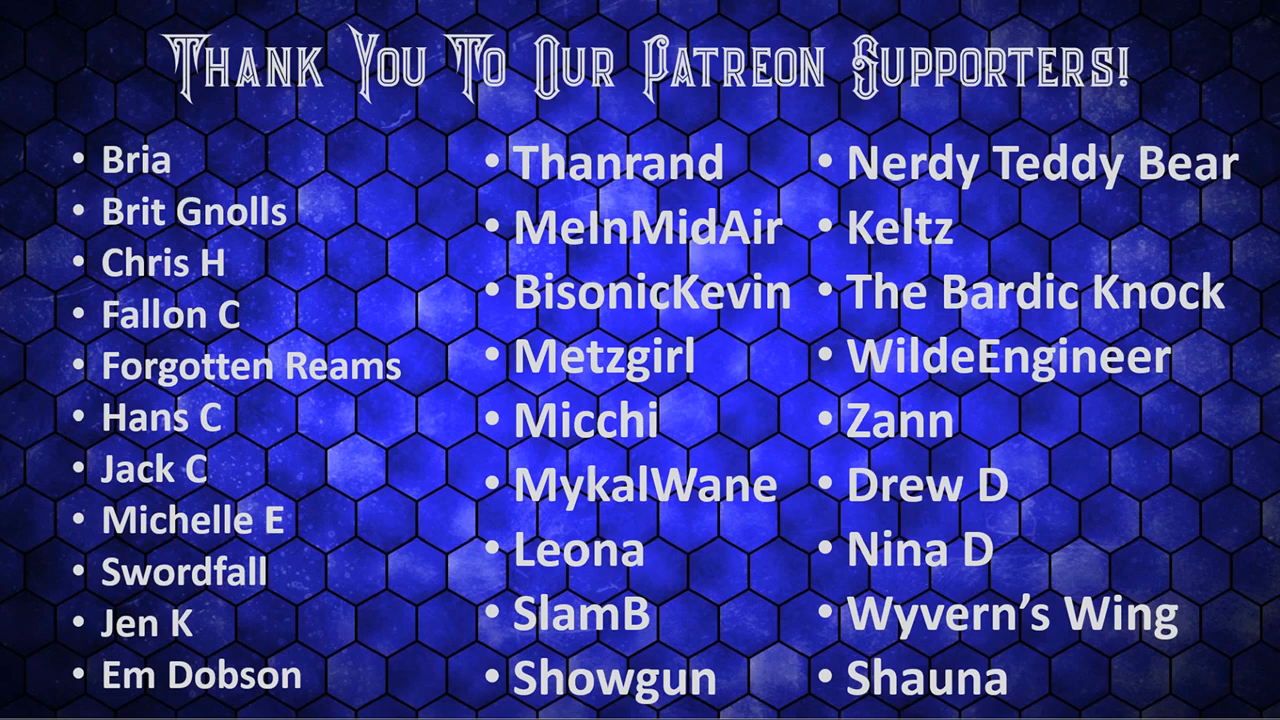 Thank You To Our Patreon Supporters!
• Bria
• Brit Gnolls
• Chris H
• Fallon C
• Forgotten Reams
• Hans C
• Jack C
• Michelle E
• Swordfall
• Jen K
• Em Dobson
• Thanrand
• MeInMidAir
• BisonicKevin
• Metzgirl
• Micchi
• MykalWane
• Leona
• SlamB
• Showgun
• Nerdy Teddy Bear
• Keltz
• The Bardic Knock
• WildeEngineer
• Zann
• Drew D
• Nina D
• Wyvern’s Wing
• Shauna